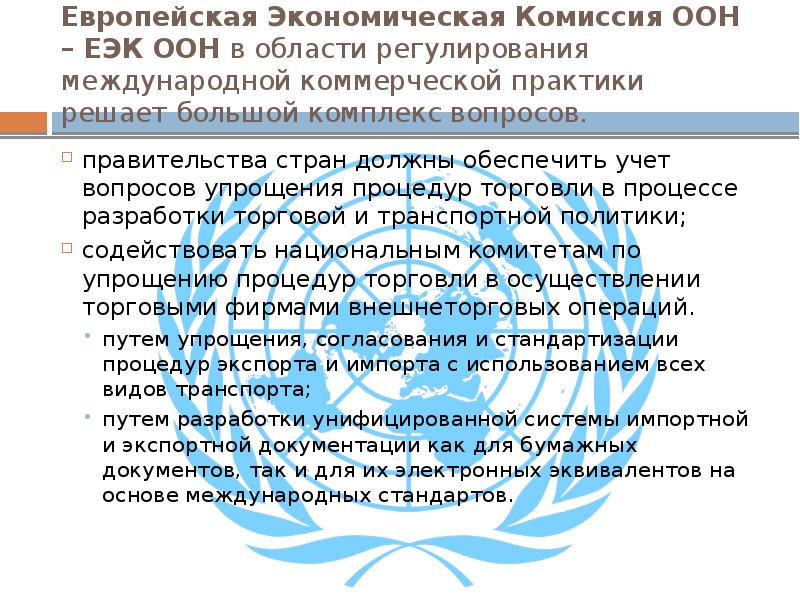 Европейская Экономическая Комиссия ООН
– ЕЭК ООН в области регулирования
международной коммерческой практики
решает большой комплекс вопросов.
правительства стран должны обеспечить учет
вопросов упрощения процедур торговли в процессе
разработки торговой и транспортной политики;
содействовать национальным комитетам по
упрощению процедур торговли в осуществлении
торговыми фирмами внешнеторговых операций.
путем упрощения, согласования и стандартизации
процедур экспорта и импорта с использованием всех
видов транспорта;
путем разработки унифицированной системы импортной
и экспортной документации как для бумажных
документов, так и для их электронных эквивалентов на
основе международных стандартов.